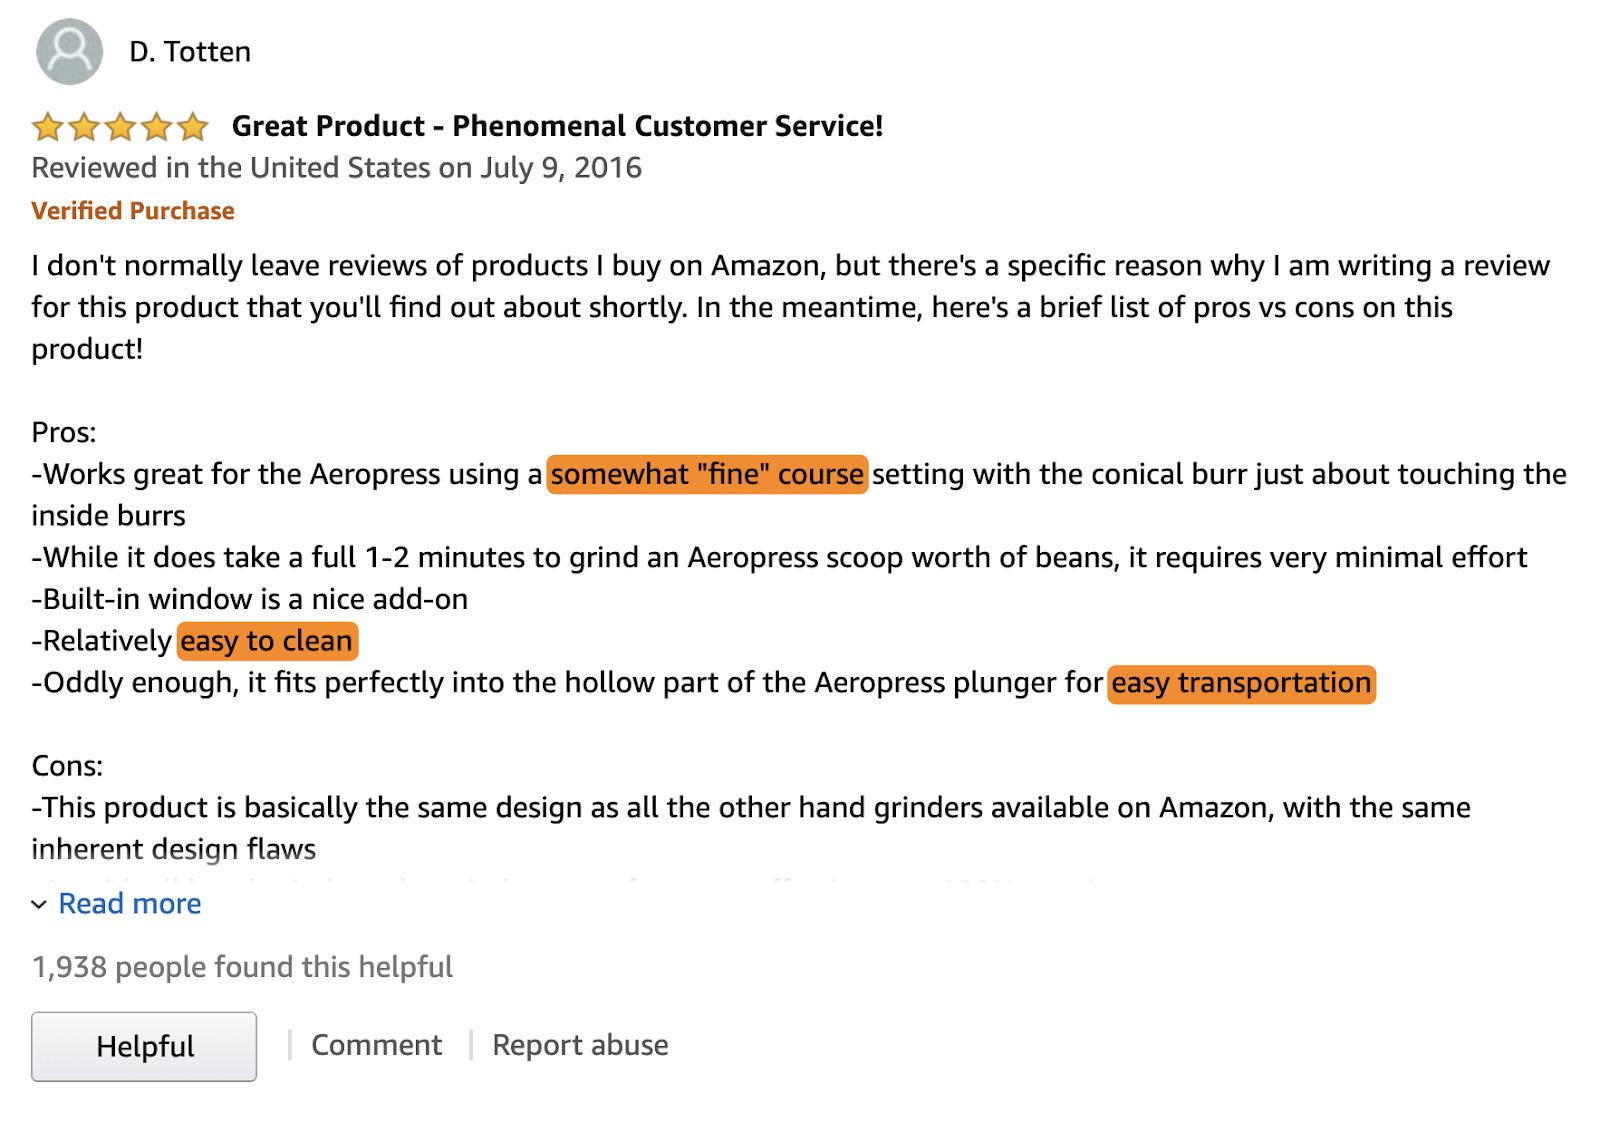 D. Totten
Great Product - Phenomenal Customer Service!
Reviewed in the United States on July 9, 2016
Verified Purchase
I don't normally leave reviews of products I buy on Amazon, but there's a specific reason why I am writing a review
for this product that you'll find out about shortly. In the meantime, here's a brief list of pros vs cons on this
product!
Pros:
-Works great for the Aeropress using a somewhat "fine" course setting with the conical burr just about touching the
inside burrs
-While it does take a full 1-2 minutes to grind an Aeropress scoop worth of beans, it requires very minimal effort
-Built-in window is a nice add-on
-Relatively easy to clean
-Oddly enough, it fits perfectly into the hollow part of the Aeropress plunger for easy transportation
Cons:
-This product is basically the same design as all the other hand grinders available on Amazon, with the same
inherent design flaws
Read more
1,938 people found this helpful
Helpful | Comment | Report abuse